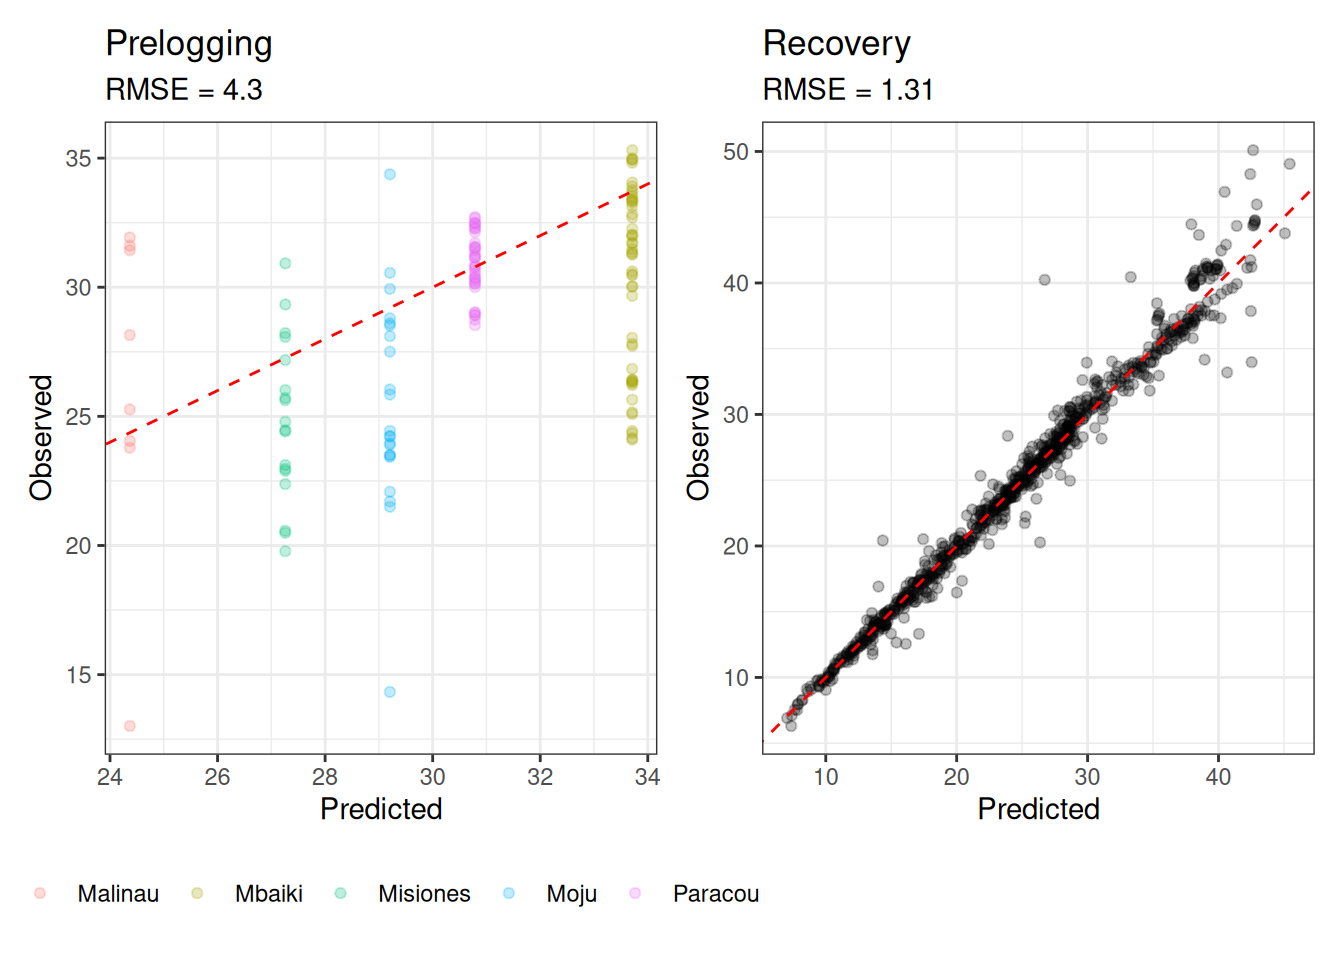 Prelogging
RMSE = 4.3
35
30
25
20
15
Observed
24 26 28 30 32 34
Predicted
Recovery
RMSE = 1.31
50
40
30
20
10
Observed
10 20 30 40
Predicted
Malinau Mbaiki Misiones Moju Paracou